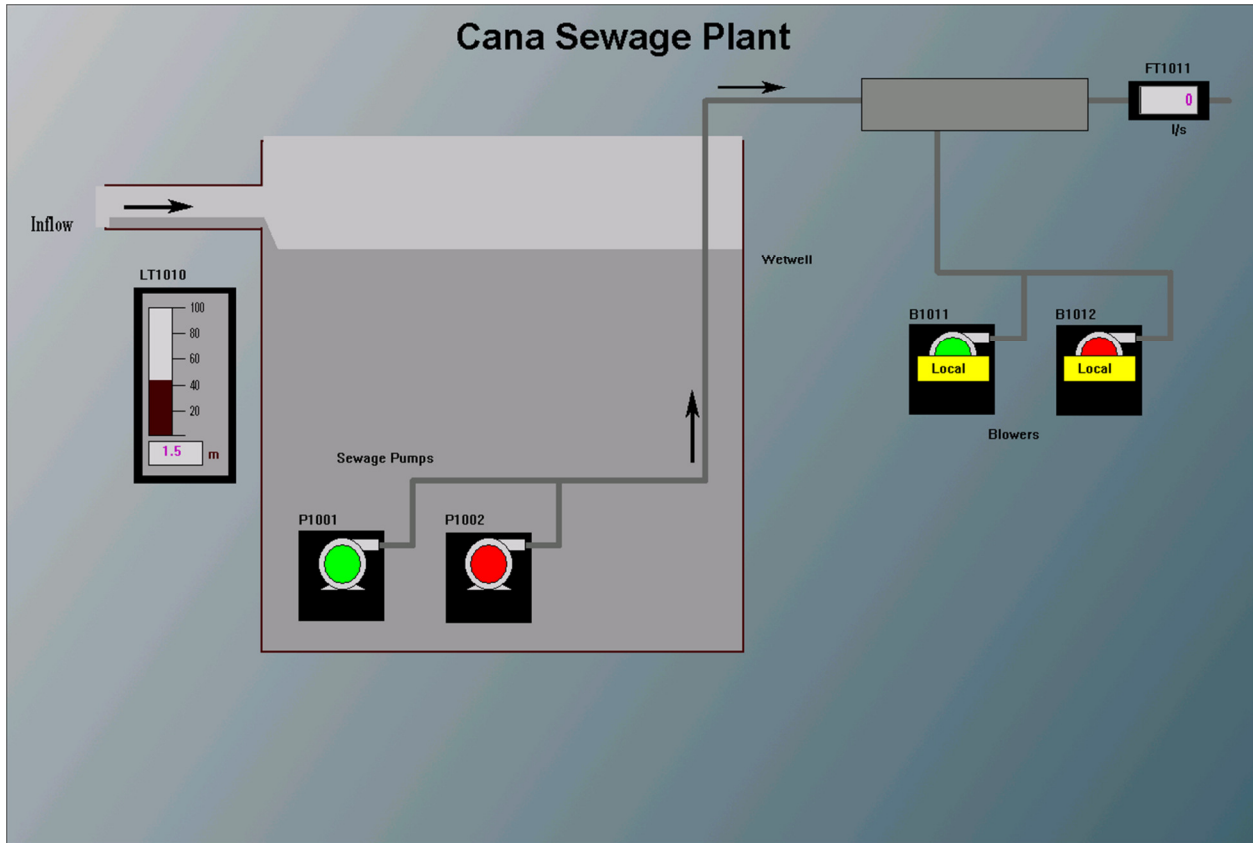 Cana Sewage Plant
FT1011
0
l/s
Inflow
Wetwell
LT1010
100
80
60
40
20
1.5 m
B1011
B1012
Local
Local
Blowers
Sewage Pumps
P1001
P1002